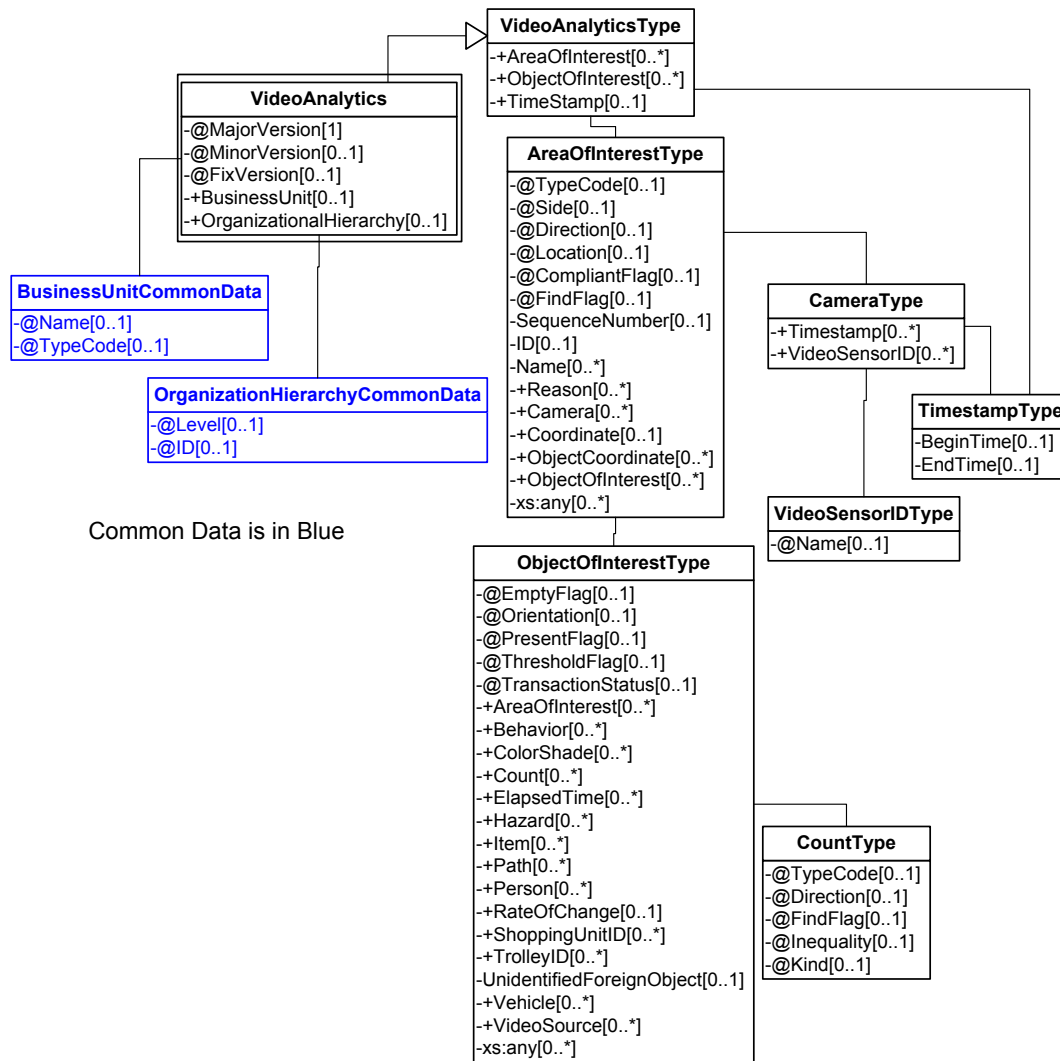 VideoAnalyticsType
-+AreaOfInterest[0..*]
-+ObjectOfInterest[0..*]
-+TimeStamp[0..1]
VideoAnalytics
-@MajorVersion[1]
-@MinorVersion[0..1]
-@FixVersion[0..1]
-+BusinessUnit[0..1]
-+OrganizationalHierarchy[0..1]
AreaOfInterestType
-@TypeCode[0..1]
-@Side[0..1]
-@Direction[0..1]
-@Location[0..1]
-@CompliantFlag[0..1]
-@FindFlag[0..1]
-SequenceNumber[0..1]
-ID[0..1]
-Name[0..*]
-+Reason[0..*]
-+Camera[0..*]
-+Coordinate[0..1]
-+ObjectCoordinate[0..*]
-+ObjectOfInterest[0..*]
-xs:any[0..*]
BusinessUnitCommonData
-@Name[0..1]
-@TypeCode[0..1]
CameraType
-+Timestamp[0..*]
-+VideoSensorID[0..*]
OrganizationHierarchyCommonData
-@Level[0..1]
-@ID[0..1]
TimestampType
-BeginTime[0..1]
-EndTime[0..1]
VideoSensorIDType
-@Name[0..1]
Common Data is in Blue
ObjectOfInterestType
-@EmptyFlag[0..1]
-@Orientation[0..1]
-@PresentFlag[0..1]
-@ThresholdFlag[0..1]
-@TransactionStatus[0..1]
-+AreaOfInterest[0..*]
-+Behavior[0..*]
-+ColorShade[0..*]
-+Count[0..*]
-+ElapsedTime[0..*]
-+Hazard[0..*]
-+Item[0..*]
-+Path[0..*]
-+Person[0..*]
-+RateOfChange[0..1]
-+ShoppingUnitID[0..*]
-+TrolleyID[0..*]
-UnidentifiedForeignObject[0..1]
-+Vehicle[0..*]
-+VideoSource[0..*]
-xs:any[0..*]
CountType
-@TypeCode[0..1]
-@Direction[0..1]
-@FindFlag[0..1]
-@Inequality[0..1]
-@Kind[0..1]